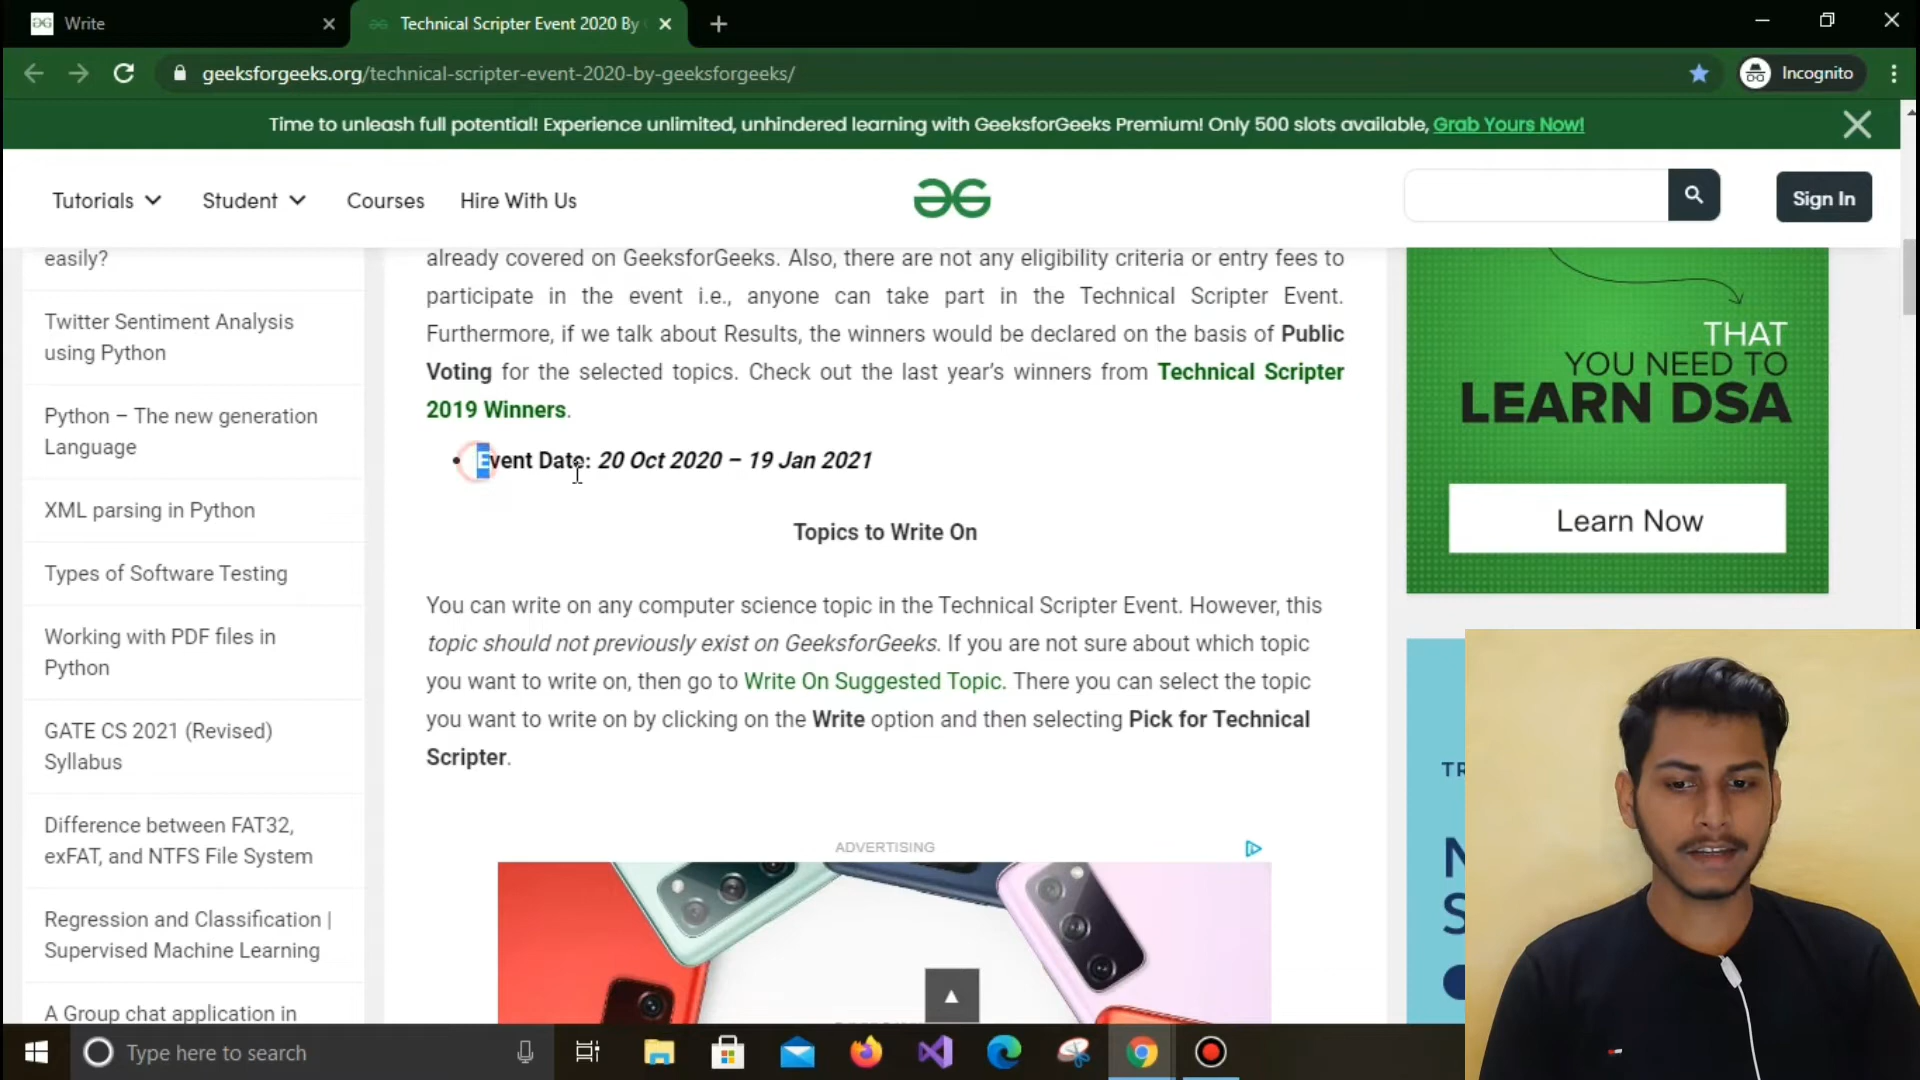 Write
Technical Scripter Event 2020 By
geeksforgeeks.org/technical-scripter-event-2020-by-geeksforgeeks/
Incognito
Time to unleash full potential! Experience unlimited, unhindered learning with GeeksforGeeks Premium! Only 500 slots available, Grab Yours Now!
Tutorials
Student
Courses
Hire With Us
Sign In
easily?
Twitter Sentiment Analysis
using Python
Python – The new generation
Language
XML parsing in Python
Types of Software Testing
Working with PDF files in
Python
GATE CS 2021 (Revised)
Syllabus
Difference between FAT32,
exFAT, and NTFS File System
Regression and Classification |
Supervised Machine Learning
A Group chat application in
already covered on GeeksforGeeks. Also, there are not any eligibility criteria or entry fees to
participate in the event i.e., anyone can take part in the Technical Scripter Event.
Furthermore, if we talk about Results, the winners would be declared on the basis of Public
Voting for the selected topics. Check out the last year's winners from Technical Scripter
2019 Winners.
• Event Date: 20 Oct 2020 – 19 Jan 2021
Topics to Write On
You can write on any computer science topic in the Technical Scripter Event. However, this
topic should not previously exist on GeeksforGeeks. If you are not sure about which topic
you want to write on, then go to Write On Suggested Topic. There you can select the topic
you want to write on by clicking on the Write option and then selecting Pick for Technical
Scripter.
ADVERTISING
THAT
YOU NEED TO
LEARN DSA
Learn Now
Type here to search